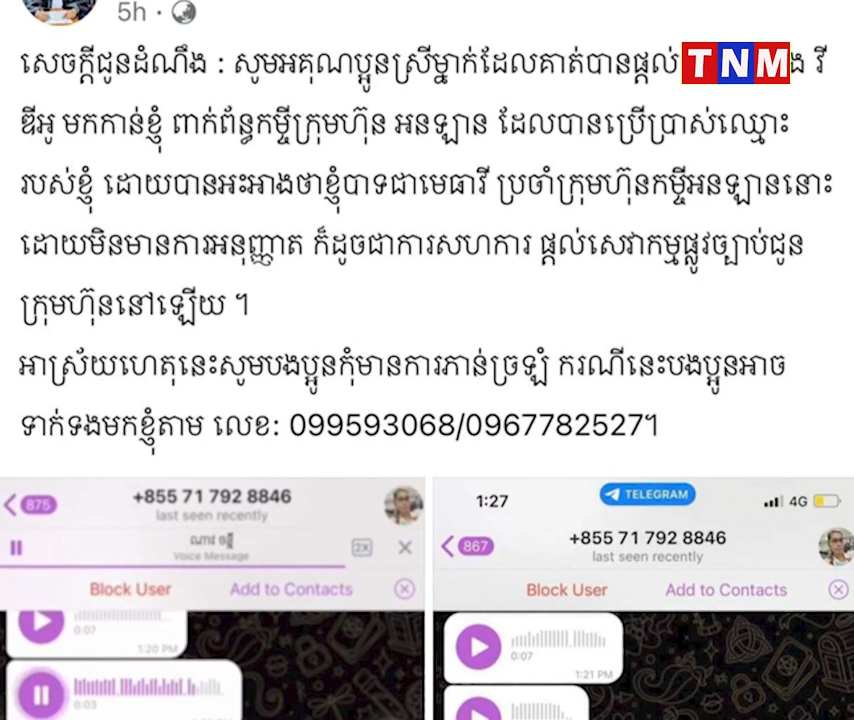 5h ·
សេចក្តីជូនដំណឹង : សូមអគុណប្អូនស្រីម្នាក់ដែលគាត់បានផ្តល់ TNM ង វី
ឌីអូ មកកាន់ខ្ញុំ ពាក់ព័ន្ធកម្ចីក្រុមហ៊ុន អនឡាន ដែលបានប្រើប្រាស់ឈ្មោះ
របស់ខ្ញុំ ដោយបានអះអាងថាខ្ញុំបាទជាមេធាវី ប្រចាំក្រុមហ៊ុនកម្ចីអនឡាននោះ
ដោយមិនមានការអនុញ្ញាត ក៏ដូចជាការសហការ ផ្តល់សេវាកម្មផ្លូវច្បាប់ជូន
ក្រុមហ៊ុននៅឡើយ ។
អាស្រ័យហេតុនេះសូមបងប្អូនកុំមានការភាន់ច្រឡំ ករណីនេះបងប្អូនអាច
ទាក់ទងមកខ្ញុំតាម លេខ: 099593068/0967782527។
875
+855 71 792 8846
last seen recently
ណាវ ចន្ធី
Voice Message
2X
Block User
Add to Contacts
0:07
1:20 PM
0:03
1:27
TELEGRAM
4G
867
+855 71 792 8846
last seen recently
Block User
Add to Contacts
0:07
1:21 PM